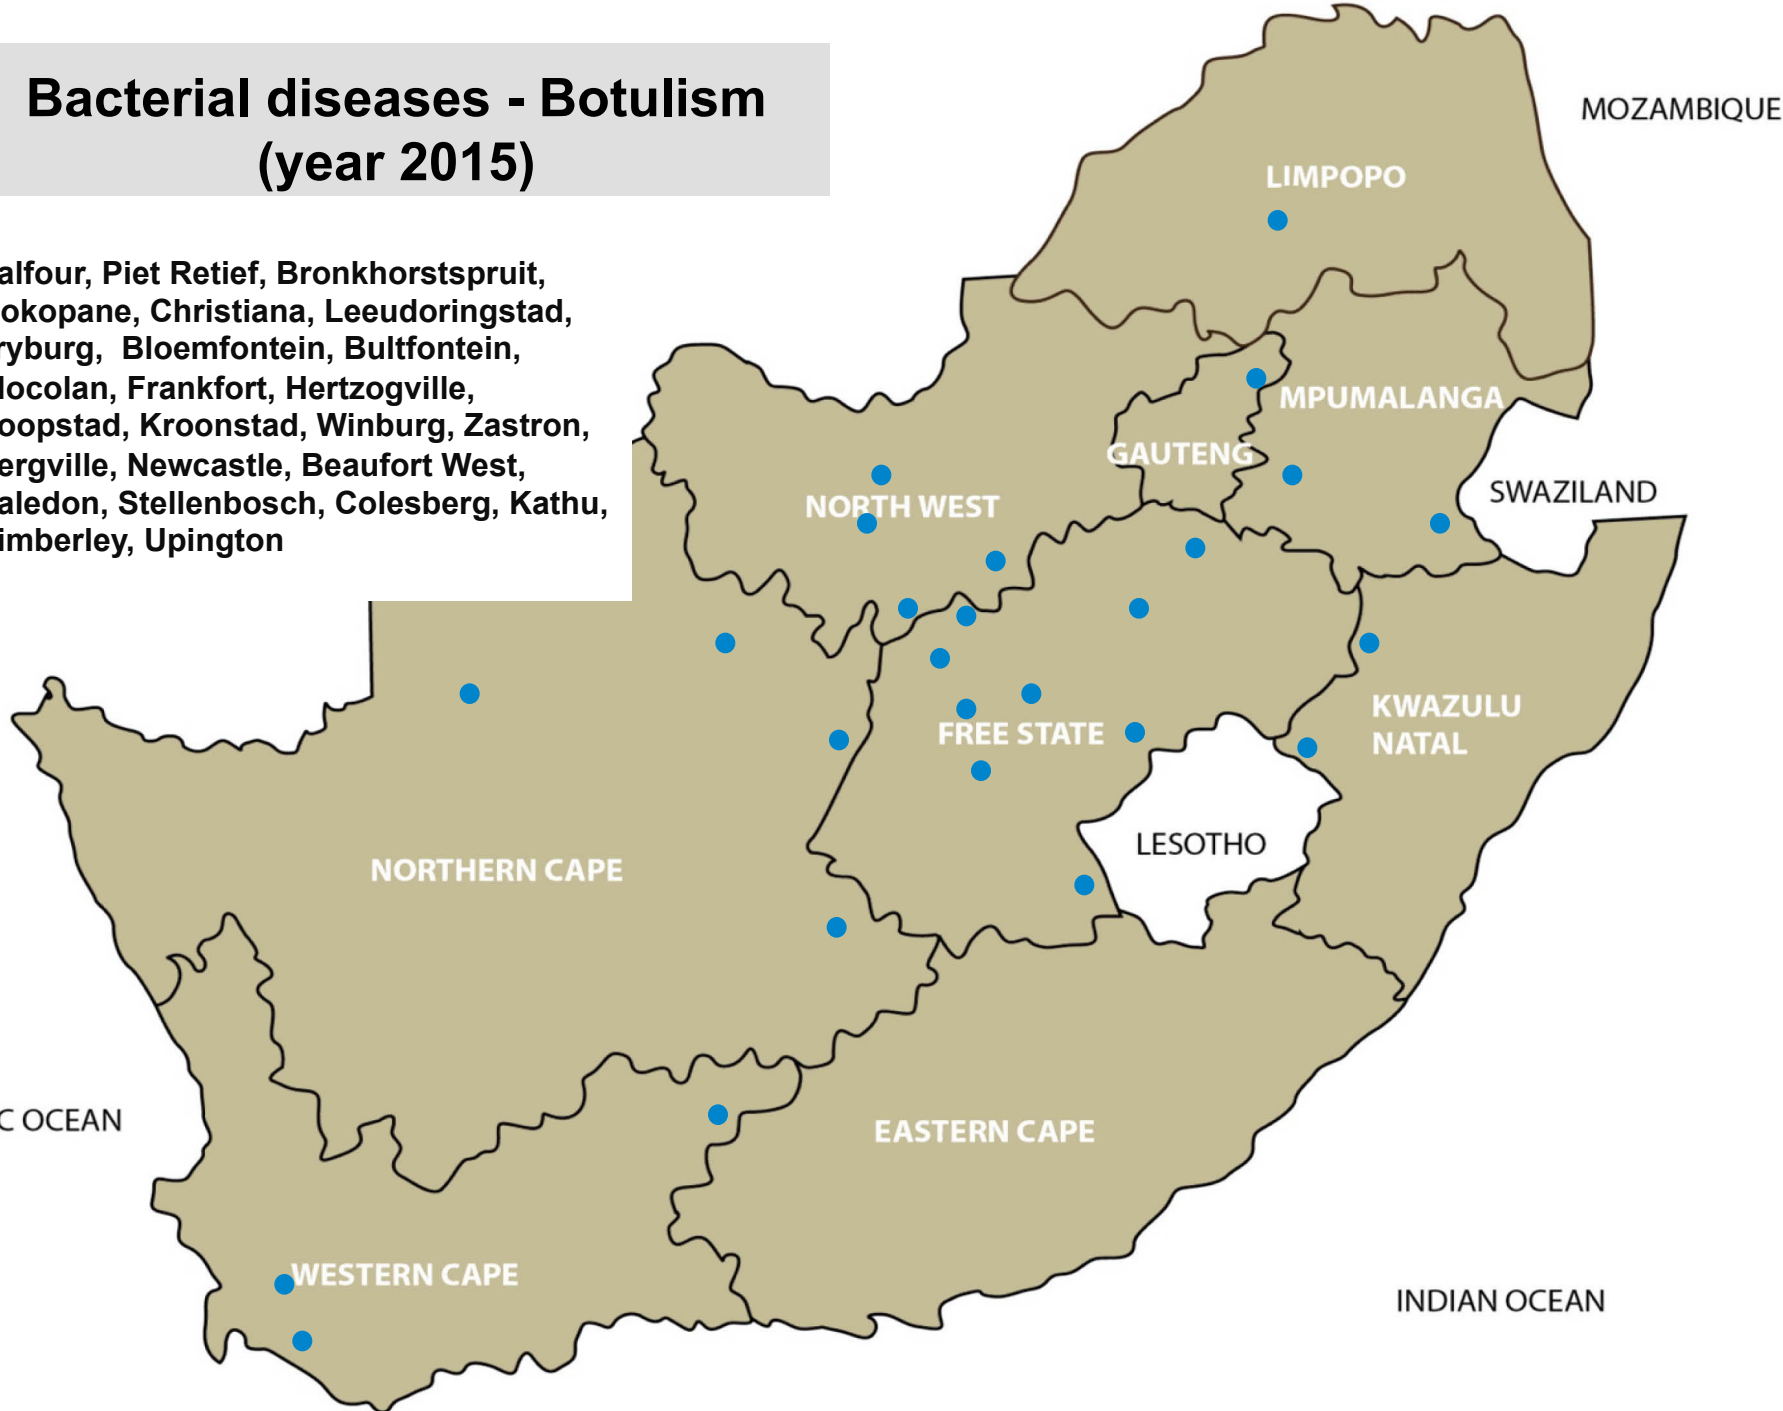 Bacterial diseases - Botulism
(year 2015)
MOZAMBIQUE
LIMPOPO
alfour, Piet Retief, Bronkhorstspruit,
okopane, Christiana, Leeudoringstad,
ryburg, Bloemfontein, Bultfontein,
locolan, Frankfort, Hertzogville,
oopstad, Kroonstad, Winburg, Zastron,
ergville, Newcastle, Beaufort West,
aledon, Stellenbosch, Colesberg, Kathu,
imberley, Upington
MPUMALANGA
GAUTENG
SWAZILAND
NORTH WEST
KWAZULU
NATAL
FREE STATE
LESOTHO
NORTHERN CAPE
C OCEAN
EASTERN CAPE
WESTERN CAPE
INDIAN OCEAN